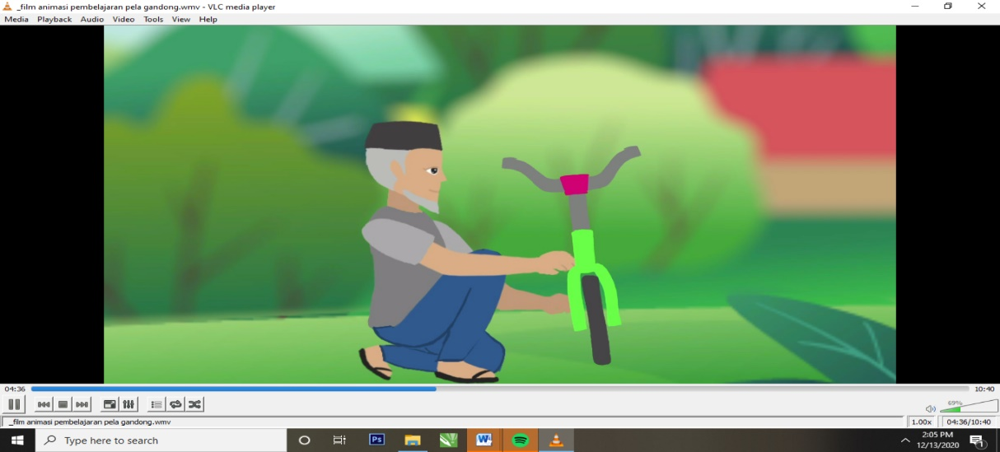 _film animasi pembelajaran pela gandong.wmv - VLC media player
Media Playback Audio Video Tools View Help
04:36 10:40
69%
_film animasi pembelajaran pela gandong.wmv 1.00x 04:36/10:40
Type here to search Ps W 2:05 PM
12/13/2020 1